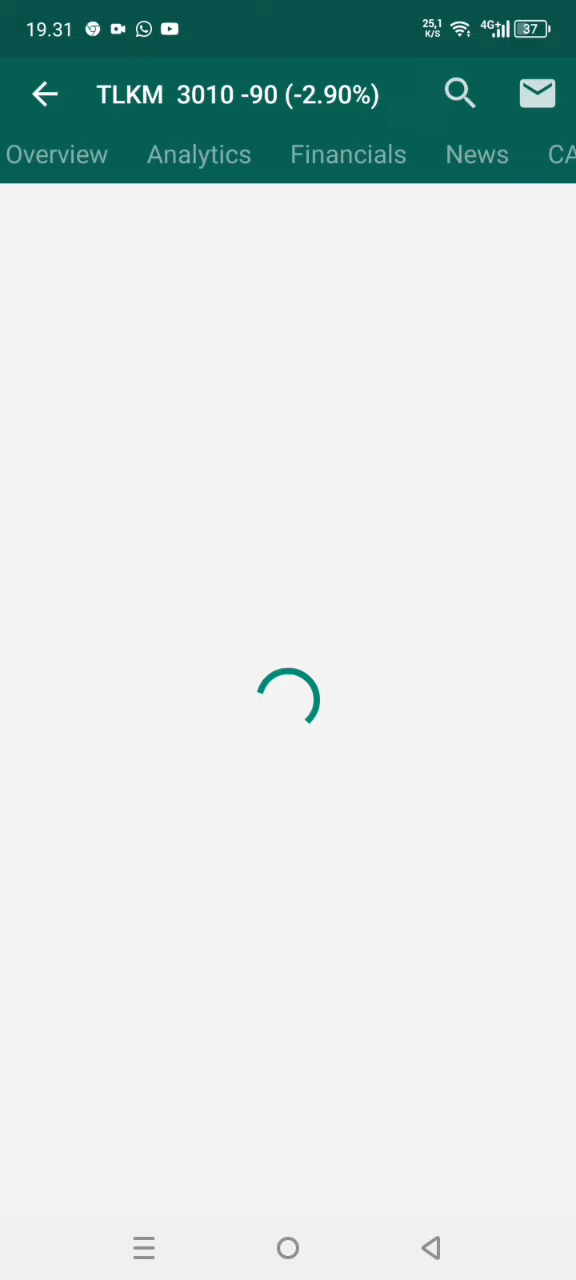 19.31 25,1 K/S 4G+ 37
TLKM 3010 -90 (-2.90%)
Overview Analytics Financials News CA